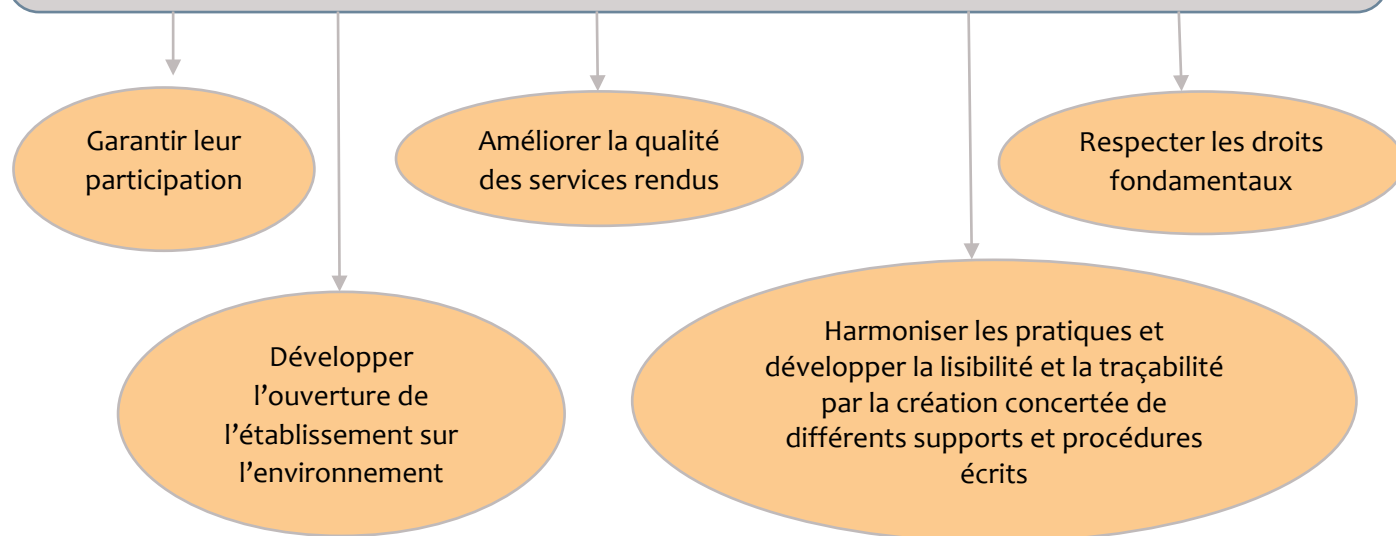 Garantir leur
participation
Améliorer la qualité
des services rendus
Respecter les droits
fondamentaux
Développer
l’ouverture de
l’établissement sur
l’environnement
Harmoniser les pratiques et
développer la lisibilité et la traçabilité
par la création concertée de
différents supports et procédures
écrits